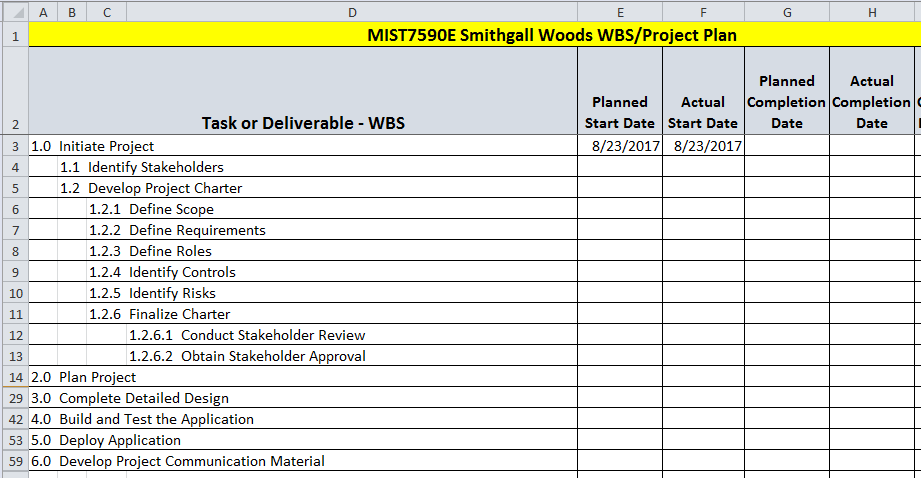 A B C D E F G H
1 MIST7590E Smithgall Woods WBS/Project Plan
2 Task or Deliverable - WBS Planned Start Date Actual Start Date Planned Completion Date Actual Completion Date
3 1.0 Initiate Project 8/23/2017 8/23/2017
4 1.1 Identify Stakeholders
5 1.2 Develop Project Charter
6 1.2.1 Define Scope
7 1.2.2 Define Requirements
8 1.2.3 Define Roles
9 1.2.4 Identify Controls
10 1.2.5 Identify Risks
11 1.2.6 Finalize Charter
12 1.2.6.1 Conduct Stakeholder Review
13 1.2.6.2 Obtain Stakeholder Approval
14 2.0 Plan Project
29 3.0 Complete Detailed Design
42 4.0 Build and Test the Application
53 5.0 Deploy Application
59 6.0 Develop Project Communication Material